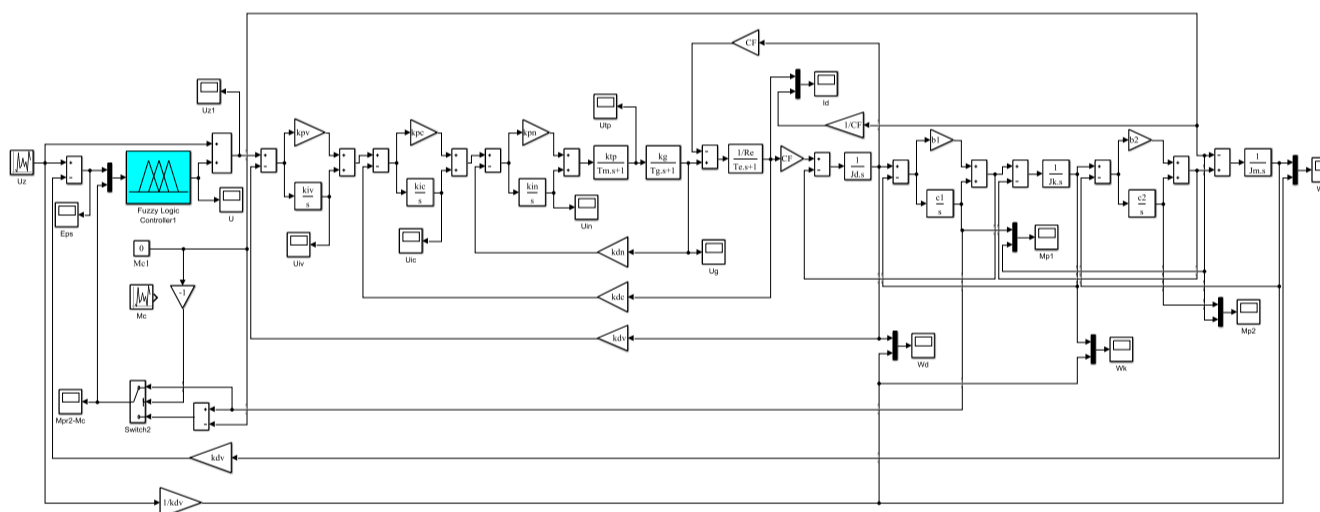 CF
Uz1
Utp
Id
1/CF
kpv
kpc
kpn
b1
b2
Uz
Fuzzy Logic
Controller1
U
kiv
s
kic
s
kin
s
ktp
Tm.s+1
kg
Tg.s+1
1/Re
Te.s+1
CF
1
Jd.s
c1
s
1
Jk.s
c2
s
1
Jm.s
Eps
Uin
Uiv
Uic
0
Mc1
kdn
Ug
Mp1
-1
Mc
kdc
Mp2
kdv
Wd
Wk
Mpr2-Mc
Switch2
kdv
1/kdv